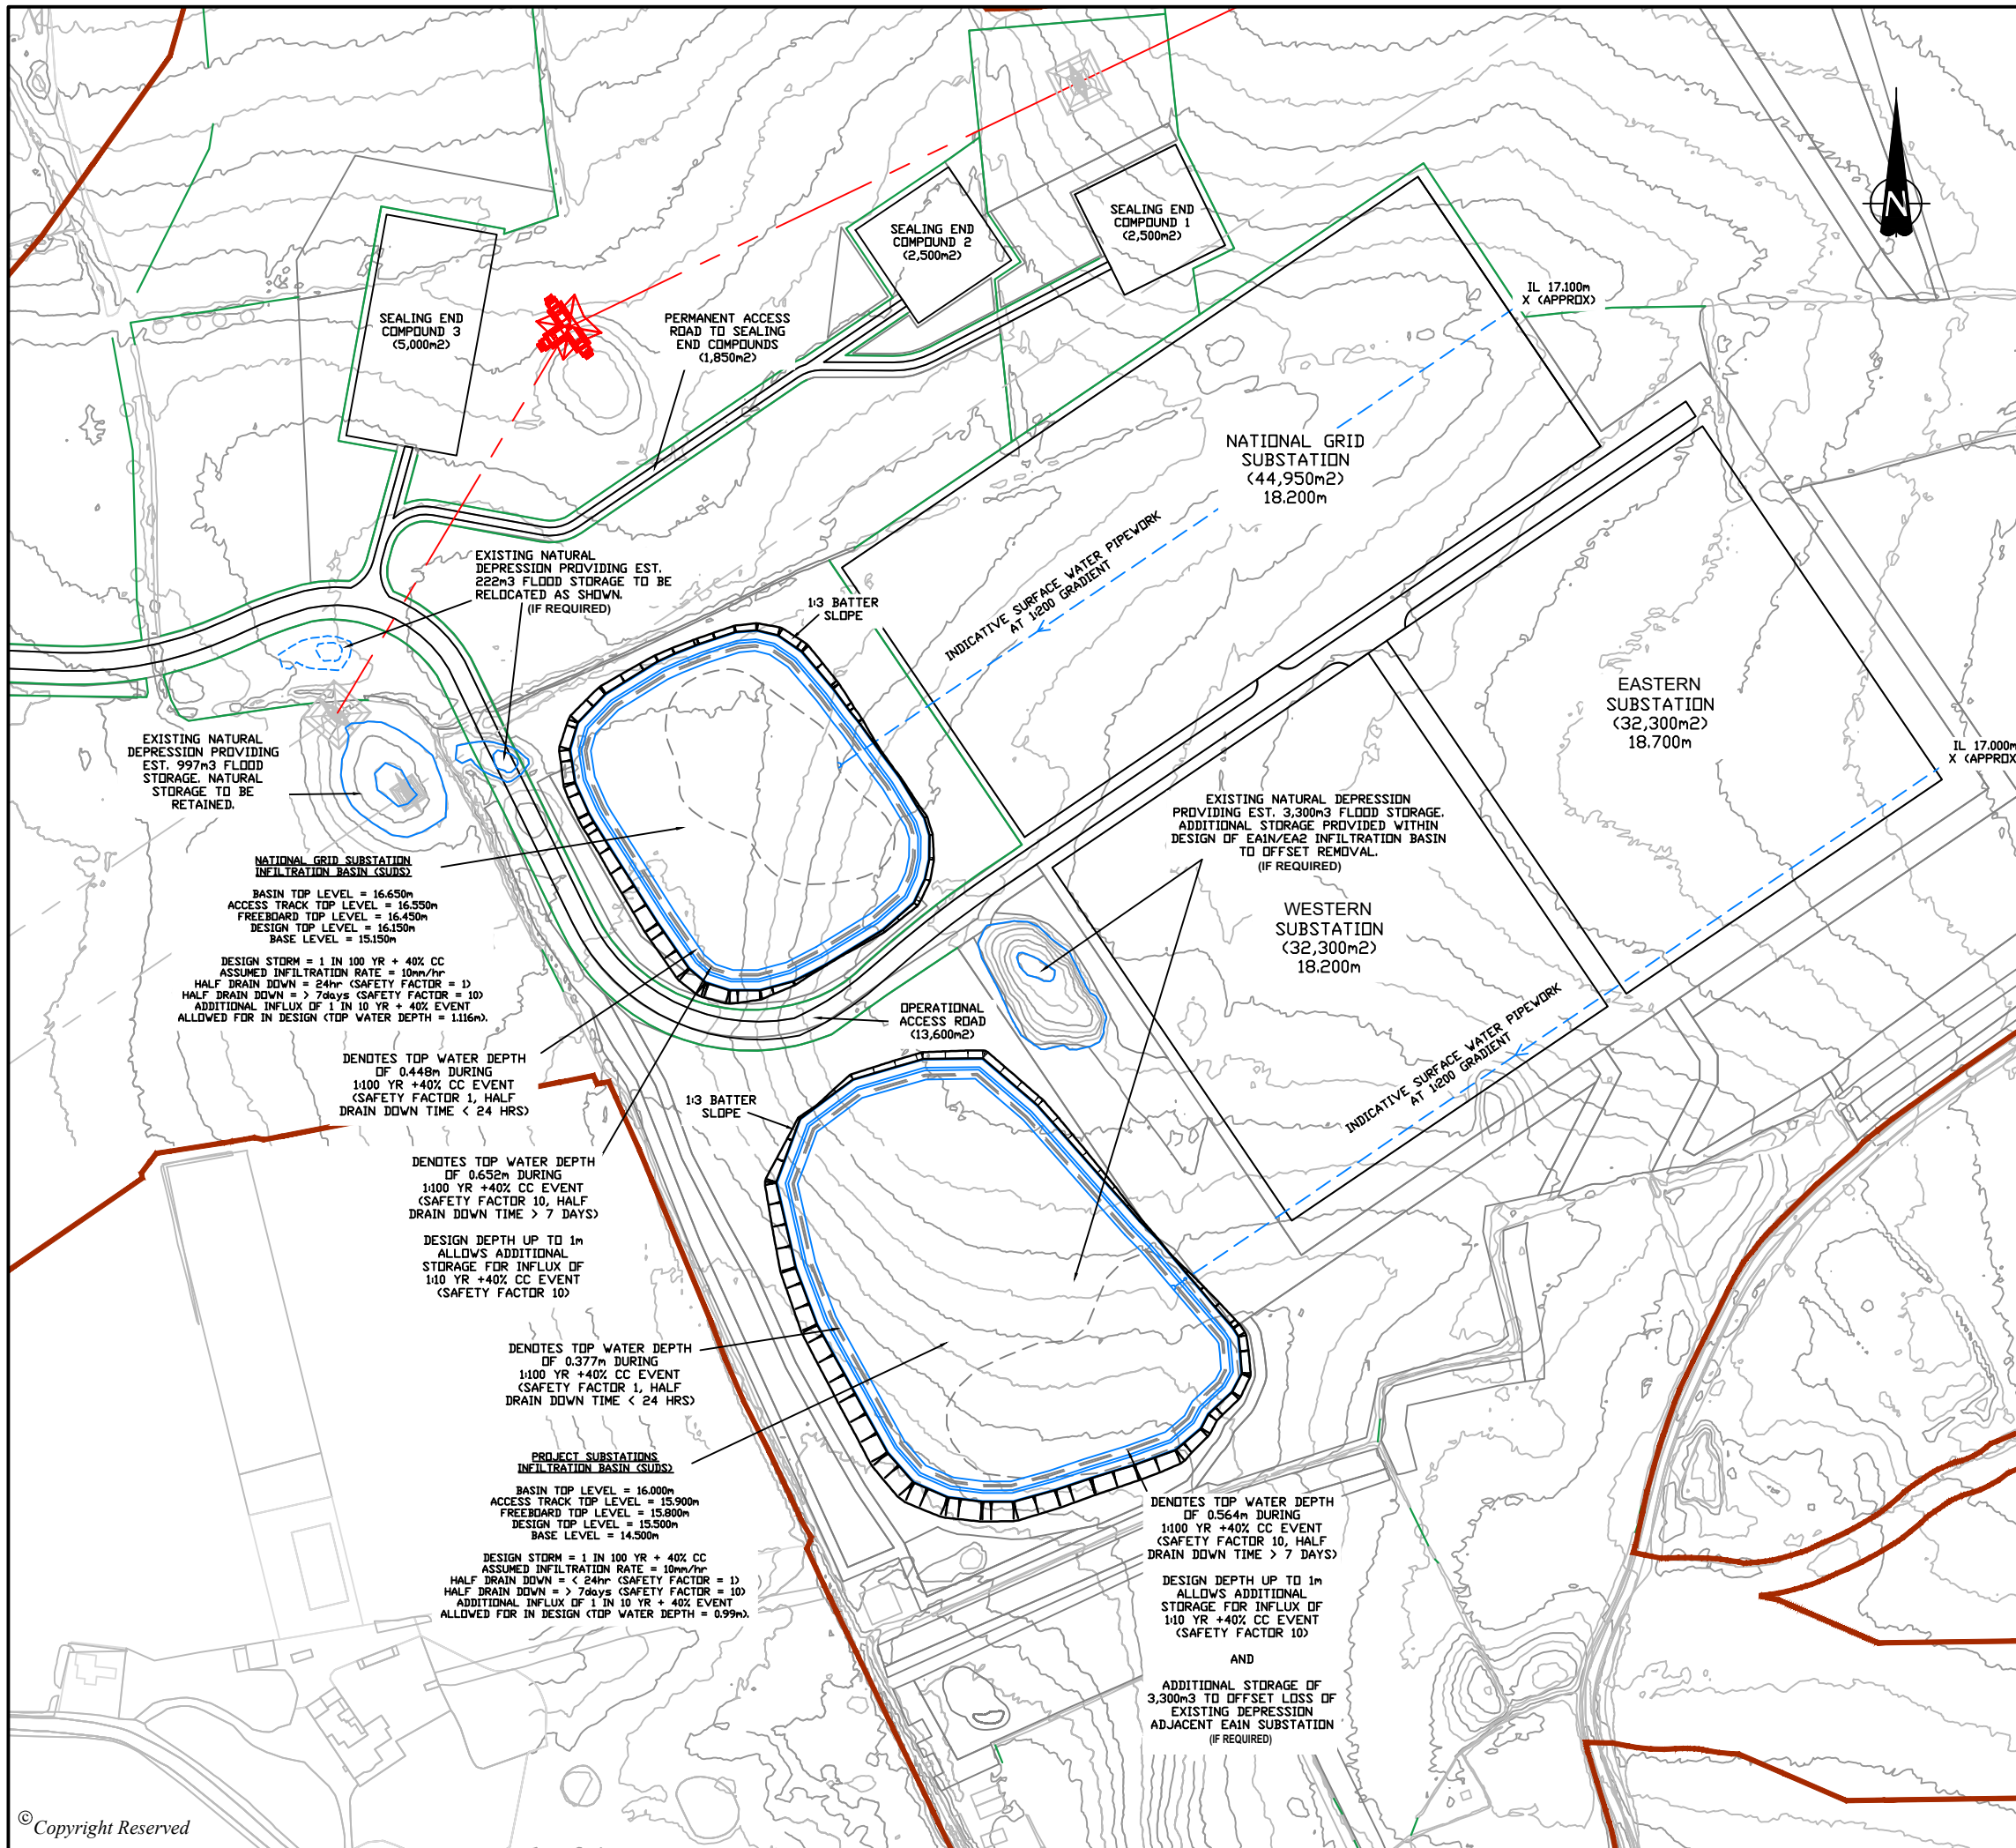 SEALING END
COMPOUND 1
(2,500m2)
SEALING END
COMPOUND 2
(2,500m2)
N
IL 17.100m
X (APPROX)
SEALING END
COMPOUND 3
(5,000m2)
PERMANENT ACCESS
ROAD TO SEALING
END COMPOUNDS
(1,850m2)
NATIONAL GRID
SUBSTATION
(44,950m2)
18.200m
INDICATIVE SURFACE WATER PIPEWORK
AT 1:200 GRADIENT
EXISTING NATURAL
DEPRESSION PROVIDING EST.
222m3 FLOOD STORAGE TO BE
RELOCATED AS SHOWN.
(IF REQUIRED)
1:3 BATTER
SLOPE
EASTERN
SUBSTATION
(32,300m2)
18.700m
IL 17.000m
X (APPROX
EXISTING NATURAL
DEPRESSION PROVIDING
EST. 997m3 FLOOD
STORAGE. NATURAL
STORAGE TO BE
RETAINED.
EXISTING NATURAL DEPRESSION
PROVIDING EST. 3,300m3 FLOOD STORAGE.
ADDITIONAL STORAGE PROVIDED WITHIN
DESIGN OF EA1N/EA2 INFILTRATION BASIN
TO OFFSET REMOVAL.
(IF REQUIRED)
NATIONAL GRID SUBSTATION
INFILTRATION BASIN (SUDS)
BASIN TOP LEVEL = 16.650m
ACCESS TRACK TOP LEVEL = 16.550m
FREEBOARD TOP LEVEL = 16.450m
DESIGN TOP LEVEL = 16.150m
BASE LEVEL = 15.150m
DESIGN STORM = 1 IN 100 YR + 40% CC
ASSUMED INFILTRATION RATE = 10mm/hr
HALF DRAIN DOWN = 24hr (SAFETY FACTOR = 1)
HALF DRAIN DOWN = > 7days (SAFETY FACTOR = 10)
ADDITIONAL INFLUX OF 1 IN 10 YR + 40% EVENT
ALLOWED FOR IN DESIGN (TOP WATER DEPTH = 1.116m).
WESTERN
SUBSTATION
(32,300m2)
18.200m
OPERATIONAL
ACCESS ROAD
(13,600m2)
INDICATIVE SURFACE WATER PIPEWORK
AT 1:200 GRADIENT
DENOTES TOP WATER DEPTH
OF 0.448m DURING
1:100 YR +40% CC EVENT
(SAFETY FACTOR 1, HALF
DRAIN DOWN TIME < 24 HRS)
1:3 BATTER
SLOPE
DENOTES TOP WATER DEPTH
OF 0.652m DURING
1:100 YR +40% CC EVENT
(SAFETY FACTOR 10, HALF
DRAIN DOWN TIME > 7 DAYS)
DESIGN DEPTH UP TO 1m
ALLOWS ADDITIONAL
STORAGE FOR INFLUX OF
1:10 YR +40% CC EVENT
(SAFETY FACTOR 10)
DENOTES TOP WATER DEPTH
OF 0.377m DURING
1:100 YR +40% CC EVENT
(SAFETY FACTOR 1, HALF
DRAIN DOWN TIME < 24 HRS)
PROJECT SUBSTATIONS
INFILTRATION BASIN (SUDS)
BASIN TOP LEVEL = 16.000m
ACCESS TRACK TOP LEVEL = 15.900m
FREEBOARD TOP LEVEL = 15.800m
DESIGN TOP LEVEL = 15.500m
BASE LEVEL = 14.500m
DESIGN STORM = 1 IN 100 YR + 40% CC
ASSUMED INFILTRATION RATE = 10mm/hr
HALF DRAIN DOWN = < 24hr (SAFETY FACTOR = 1)
HALF DRAIN DOWN = > 7days (SAFETY FACTOR = 10)
ADDITIONAL INFLUX OF 1 IN 10 YR + 40% EVENT
ALLOWED FOR IN DESIGN (TOP WATER DEPTH = 0.99m).
DENOTES TOP WATER DEPTH
OF 0.564m DURING
1:100 YR +40% CC EVENT
(SAFETY FACTOR 10, HALF
DRAIN DOWN TIME > 7 DAYS)
DESIGN DEPTH UP TO 1m
ALLOWS ADDITIONAL
STORAGE FOR INFLUX OF
1:10 YR +40% CC EVENT
(SAFETY FACTOR 10)
AND
ADDITIONAL STORAGE OF
3,300m3 TO OFFSET LOSS OF
EXISTING DEPRESSION
ADJACENT EA1N SUBSTATION
(IF REQUIRED)
© Copyright Reserved